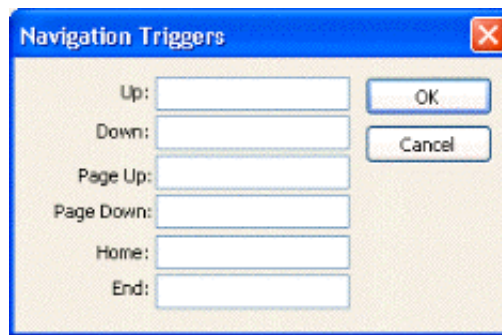 Navigation Triggers
Up:
OK
Down:
Cancel
Page Up:
Page Down:
Home:
End: